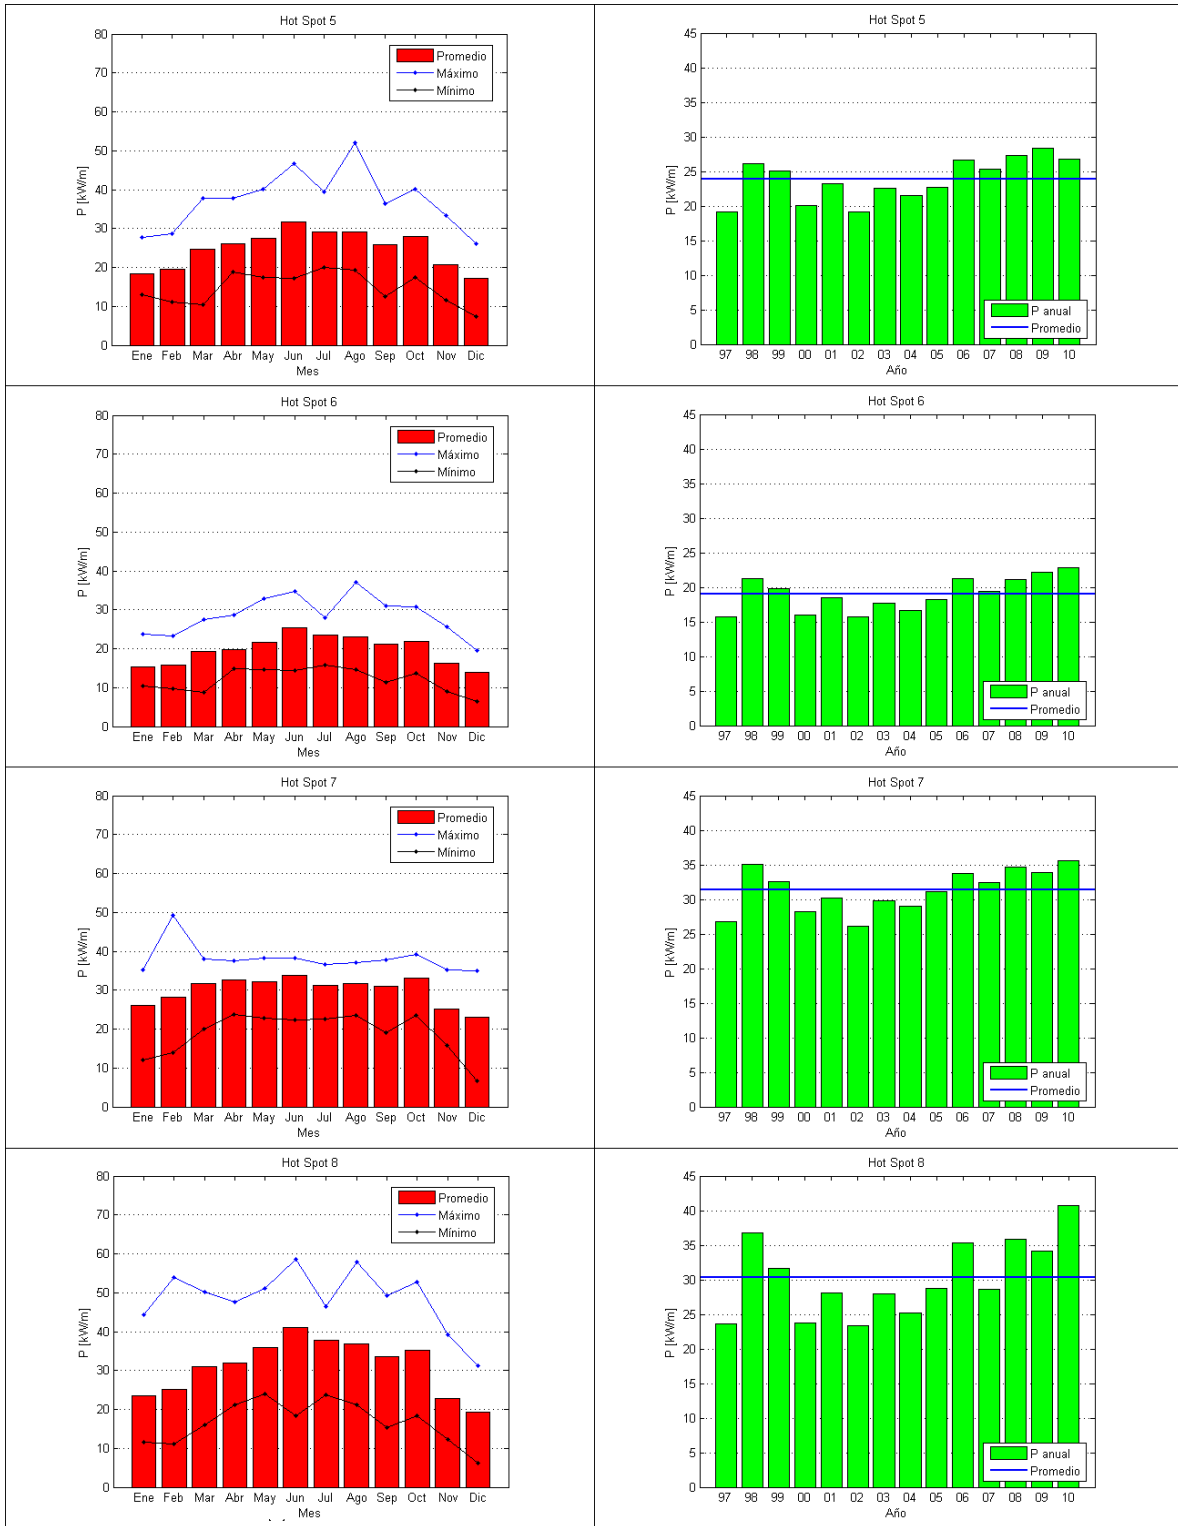 Hot Spot 5
80
70
60
50
40
30
20
10
0
P [kW/m]
Promedio
Máximo
Mínimo
Ene Feb Mar Abr May Jun Jul Ago Sep Oct Nov Dic
Mes
Hot Spot 5
45
40
35
30
25
20
15
10
5
0
P [kW/m]
P anual
Promedio
97 98 99 00 01 02 03 04 05 06 07 08 09 10
Año
Hot Spot 6
80
70
60
50
40
30
20
10
0
P [kW/m]
Promedio
Máximo
Mínimo
Ene Feb Mar Abr May Jun Jul Ago Sep Oct Nov Dic
Mes
Hot Spot 6
45
40
35
30
25
20
15
10
5
0
P [kW/m]
P anual
Promedio
97 98 99 00 01 02 03 04 05 06 07 08 09 10
Año
Hot Spot 7
80
70
60
50
40
30
20
10
0
P [kW/m]
Promedio
Máximo
Mínimo
Ene Feb Mar Abr May Jun Jul Ago Sep Oct Nov Dic
Mes
Hot Spot 7
45
40
35
30
25
20
15
10
5
0
P [kW/m]
P anual
Promedio
97 98 99 00 01 02 03 04 05 06 07 08 09 10
Año
Hot Spot 8
80
70
60
50
40
30
20
10
0
P [kW/m]
Promedio
Máximo
Mínimo
Ene Feb Mar Abr May Jun Jul Ago Sep Oct Nov Dic
Mes
Hot Spot 8
45
40
35
30
25
20
15
10
5
0
P [kW/m]
P anual
Promedio
97 98 99 00 01 02 03 04 05 06 07 08 09 10
Año